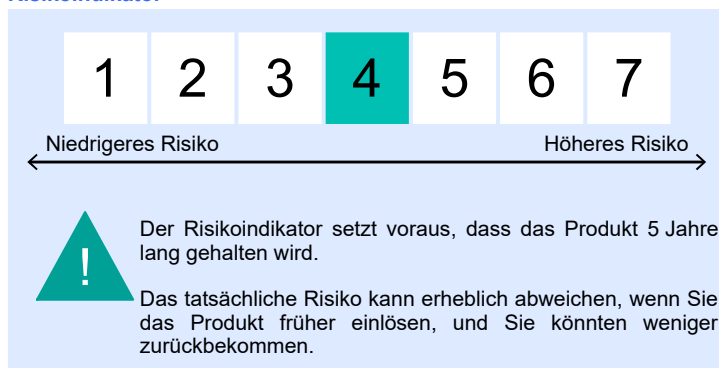 Risikoindikator
1 2 3 4 5 6 7
Niedrigeres Risiko Höheres Risiko
!
Der Risikoindikator setzt voraus, dass das Produkt 5 Jahre
lang gehalten wird.
Das tatsächliche Risiko kann erheblich abweichen, wenn Sie
das Produkt früher einlösen, und Sie könnten weniger
zurückbekommen.